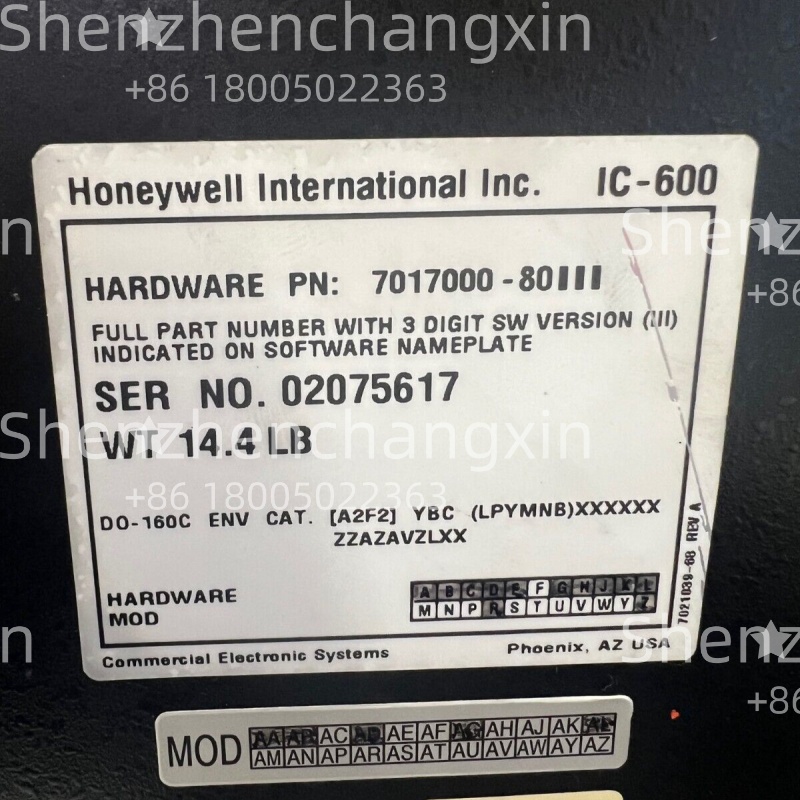 Shenzhenchangxin
+86 18005022363
Honeywell International Inc. IC-600
HARDWARE PN: 7017000-80III
FULL PART NUMBER WITH 3 DIGIT SW VERSION (III)
INDICATED ON SOFTWARE NAMEPLATE
SER NO. 02075617
Shenzhenchangxin
WT 14.4 LB
+86 18005022363
DO-160C ENV CAT. [A2F2] YBC (LPYMNB)XXXXXX
ZZAZAVZLXX
HARDWARE
MOD
A B C D E F G H J K L
M N P R S T U V W Y Z
7021039-68 REV A
Commercial Electronic Systems Phoenix, AZ USA
MOD
AA AB AC AD AE AF AG AH AJ AK AL
AM AN AP AR AS AT AU AV AW AY AZ